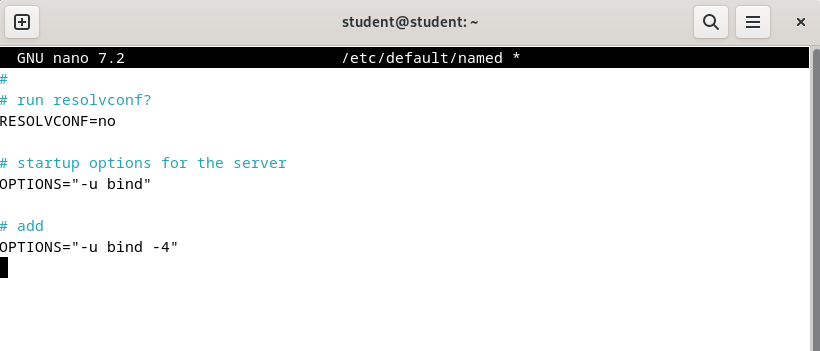 student@student: ~
GNU nano 7.2 /etc/default/named *
#
# run resolvconf?
RESOLVCONF=no
# startup options for the server
OPTIONS="-u bind"
# add
OPTIONS="-u bind -4"